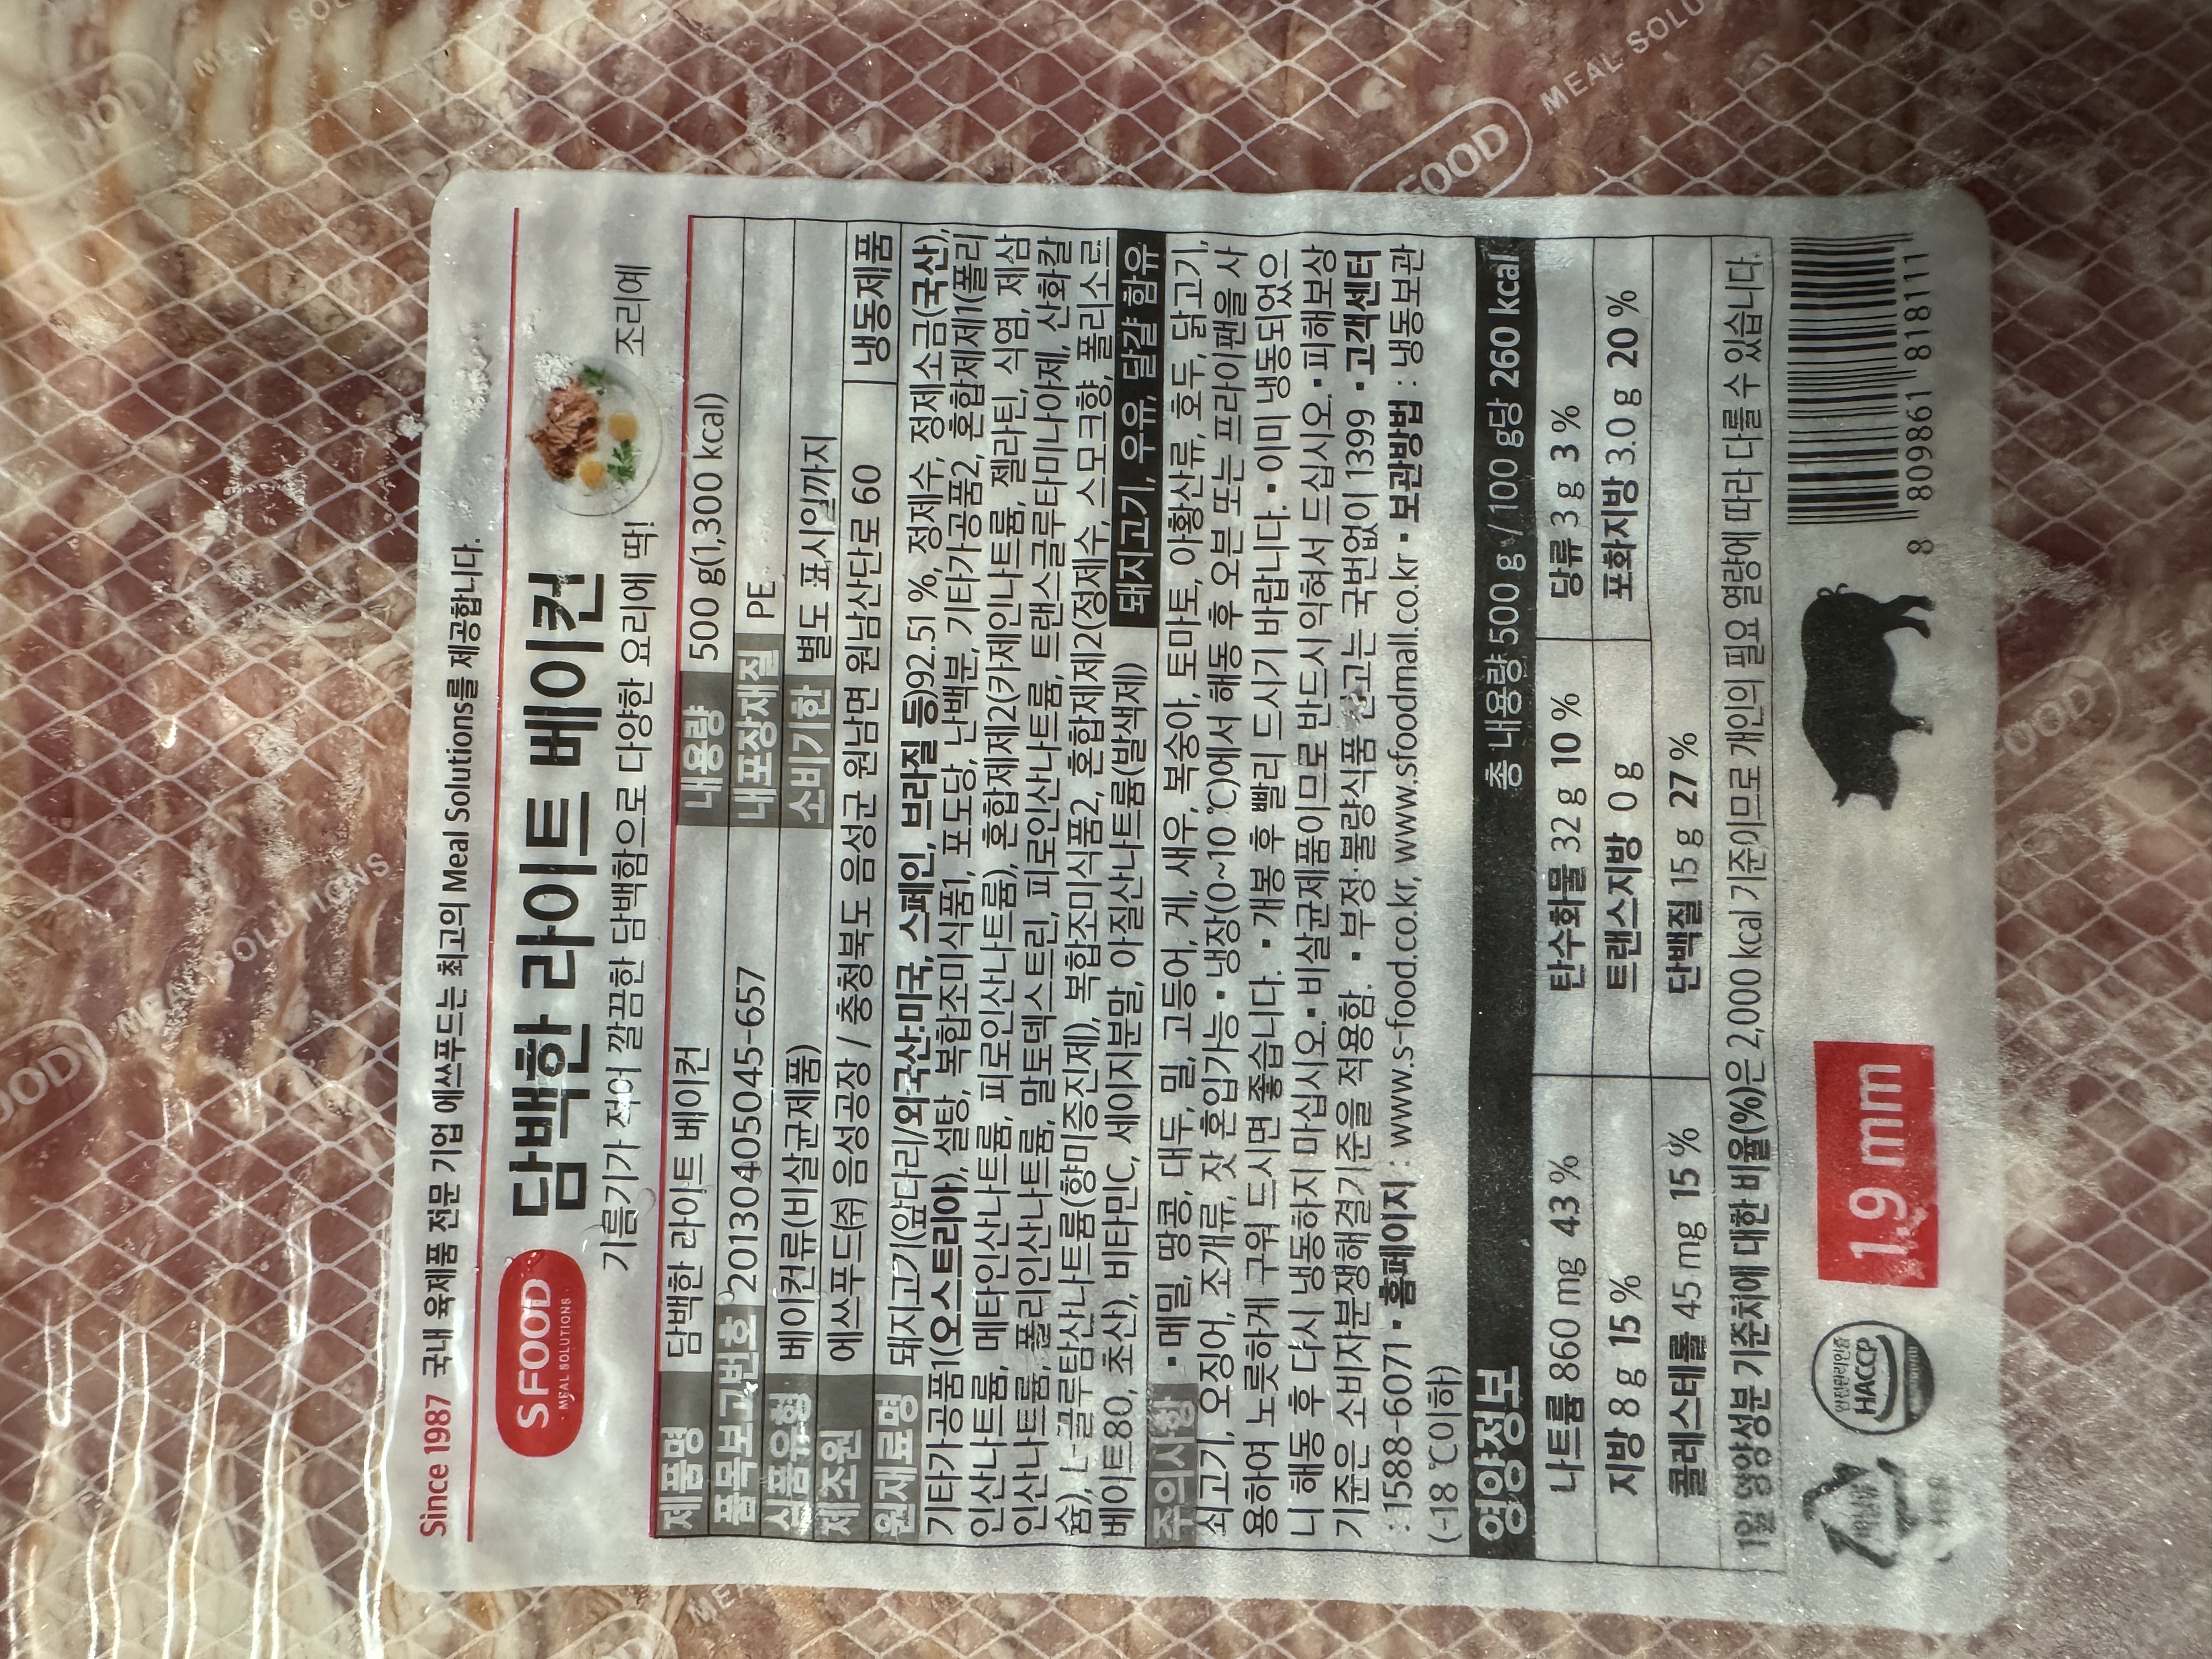 Since 1987 국내 육제품 전문 기업 에쓰푸드는 최고의 Meal Solutions를 제공합니다.
S FOOD
· MEAL SOLUTIONS ·
담백한 라이트 베이컨
기름기가 적어 깔끔한 담백함으로 다양한 요리에 딱!
조리예
제품명 담백한 라이트 베이컨 내용량 500 g(1,300 kcal)
품목보고번호 20130405045-657 내포장재질 PE
식품유형 베이컨류(비살균제품) 소비기한 별도 표시일까지
제조원 에쓰푸드(주) 음성공장 / 충청북도 음성군 원남면 원남산단로 60 냉동제품
원재료명 돼지고기(앞다리/외국산:미국, 스페인, 브라질 등)92.51 %, 정제수, 정제소금(국산),
기타가공품1(오스트리아), 설탕, 복합조미식품1, 포도당, 난백분, 기타가공품2, 혼합제제1(폴리
인산나트륨, 메타인산나트륨, 피로인산나트륨), 혼합제제2(카제인나트륨, 젤라틴, 식염, 제삼
인산나트륨, 폴리인산나트륨, 말토덱스트린, 피로인산나트륨, 트랜스글루타미나아제, 산화칼
슘), L-글루탐산나트륨(향미증진제), 복합조미식품2, 혼합제제2(정제수, 스모크향, 폴리소르
베이트80, 초산), 비타민C, 세이지분말, 아질산나트륨(발색제) 돼지고기, 우유, 달걀 함유
주의사항 · 메밀, 땅콩, 대두, 밀, 고등어, 게, 새우, 복숭아, 토마토, 아황산류, 호두, 닭고기,
쇠고기, 오징어, 조개류, 잣 혼입가능 · 냉장(0~10 ℃)에서 해동 후 오븐 또는 프라이팬을 사
용하여 노릇하게 구워 드시면 좋습니다. · 개봉 후 빨리 드시기 바랍니다. · 이미 냉동되었으
니 해동 후 다시 냉동하지 마십시오. · 비살균제품이므로 반드시 익혀서 드십시오. · 피해보상
기준은 소비자분쟁해결기준을 적용함. · 부정·불량식품 신고는 국번없이 1399 · 고객센터
: 1588-6071 · 홈페이지 : www.s-food.co.kr, www.sfoodmall.co.kr · 보관방법 : 냉동보관
(-18 ℃이하)
영양정보 총 내용량 500 g / 100 g당 260 kcal
나트륨 860 mg 43 % 탄수화물 32 g 10 % 당류 3 g 3 %
지방 8 g 15 % 트랜스지방 0 g 포화지방 3.0 g 20 %
콜레스테롤 45 mg 15 % 단백질 15 g 27 %
1일 영양성분 기준치에 대한 비율(%)은 2,000 kcal 기준이므로 개인의 필요 열량에 따라 다를 수 있습니다.
안전관리인증
HACCP
1.9 mm
8 809861 818111
FOOD
MEAL SOLUTIONS